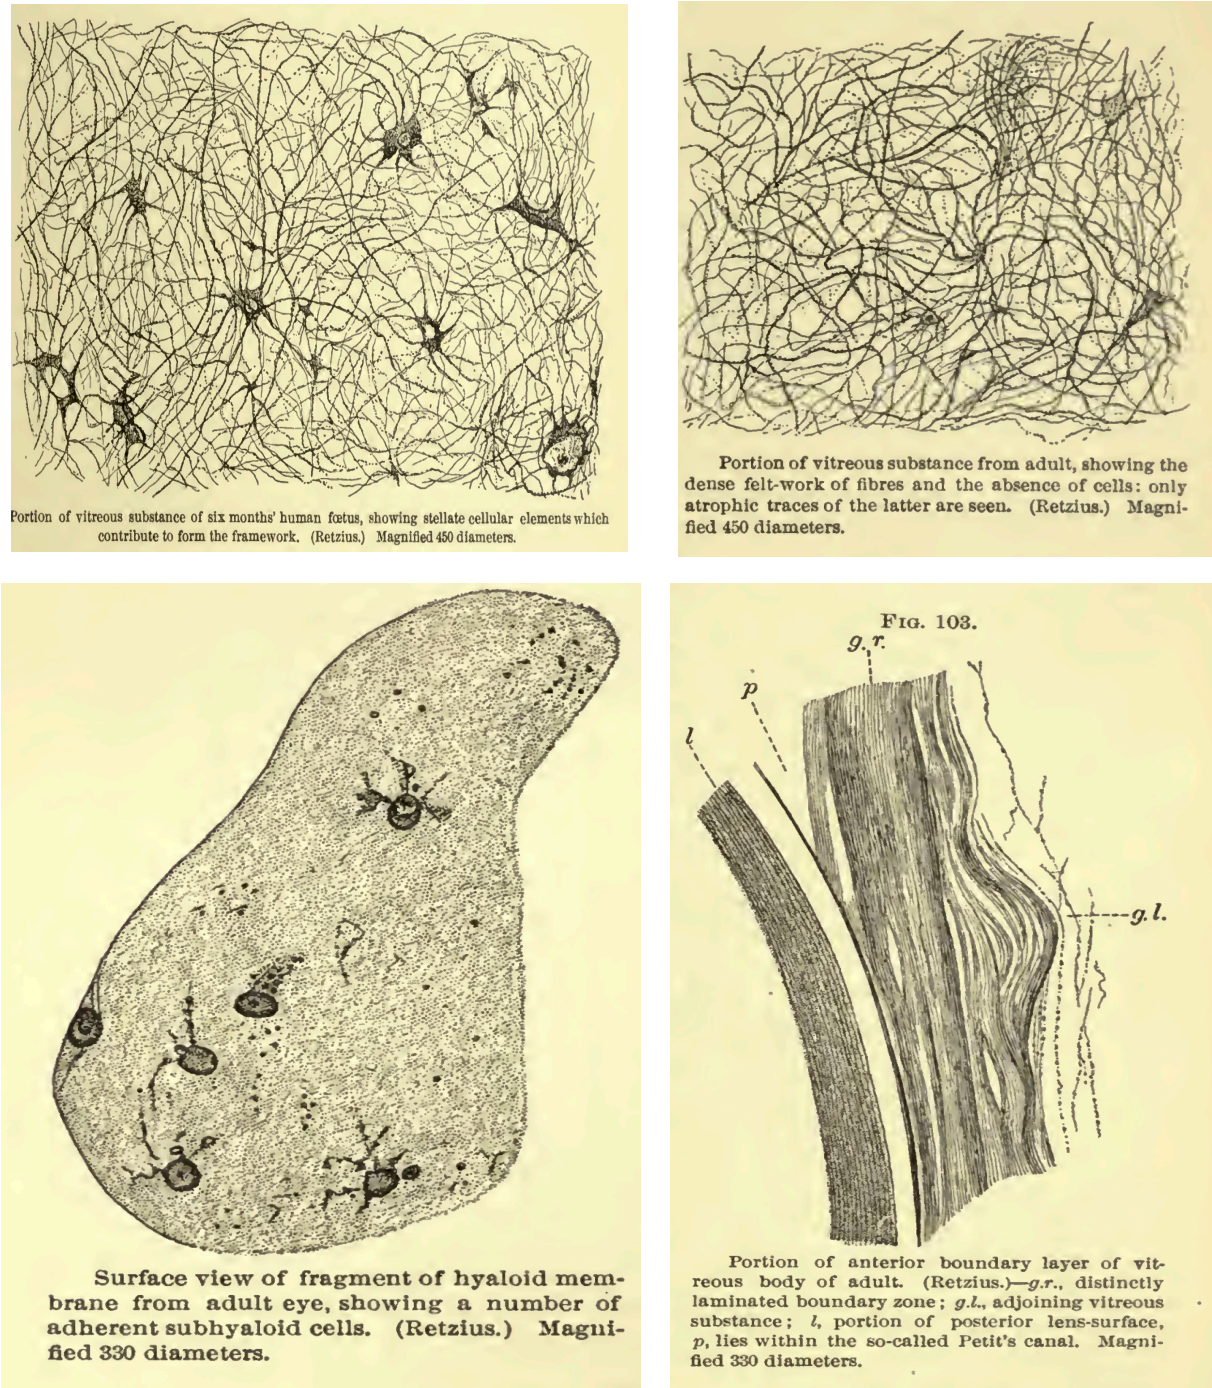 Portion of vitreous substance of six months' human fœtus, showing stellate cellular elements which
contribute to form the framework. (Retzius.) Magnified 450 diameters.
Portion of vitreous substance from adult, showing the
dense felt-work of fibres and the absence of cells: only
atrophic traces of the latter are seen. (Retzius.) Magni-
fied 450 diameters.
Surface view of fragment of hyaloid mem-
brane from adult eye, showing a number of
adherent subhyaloid cells. (Retzius.) Magni-
fied 330 diameters.
FIG. 103.
g. r.
p
l
g. l.
Portion of anterior boundary layer of vit-
reous body of adult. (Retzius.)—g.r., distinctly
laminated boundary zone; g.l., adjoining vitreous
substance; l, portion of posterior lens-surface,
p, lies within the so-called Petit's canal. Magni-
fied 330 diameters.